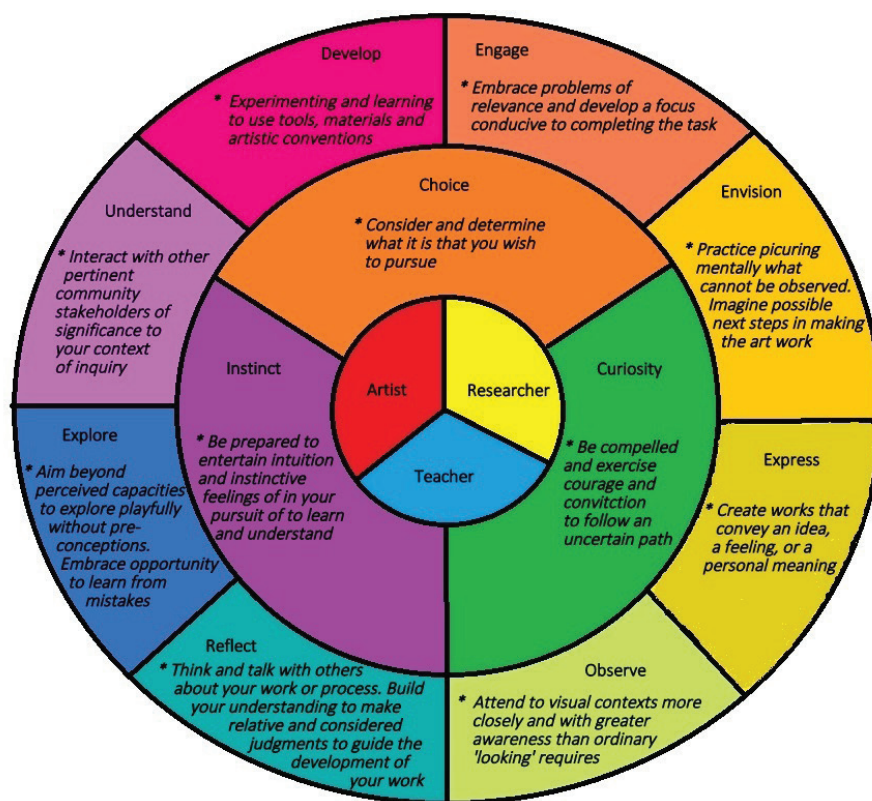 Develop
* Experimenting and learning
to use tools, materials and
artistic conventions
Engage
* Embrace problems of
relevance and develop a focus
conducive to completing the task
Envision
* Practice picuring
mentally what
cannot be observed.
Imagine possible
next steps in making
the art work
Express
* Create works that
convey an idea,
a feeling, or a
personal meaning
Observe
* Attend to visual contexts more
closely and with greater
awareness than ordinary
'looking' requires
Reflect
* Think and talk with others
about your work or process. Build
your understanding to make
relative and considered
judgments to guide the
development of
your work
Explore
* Aim beyond
perceived capacities
to explore playfully
without pre-
conceptions.
Embrace opportunity
to learn from
mistakes
Understand
* Interact with other
pertinent
community
stakeholders of
significance to
your context
of inquiry
Choice
* Consider and determine
what it is that you wish
to pursue
Curiosity
* Be compelled
and exercise
courage and
convitction
to follow an
uncertain path
Instinct
* Be prepared to
entertain intuition
and instinctive
feelings of in your
pursuit of to learn
and understand
Artist
Researcher
Teacher